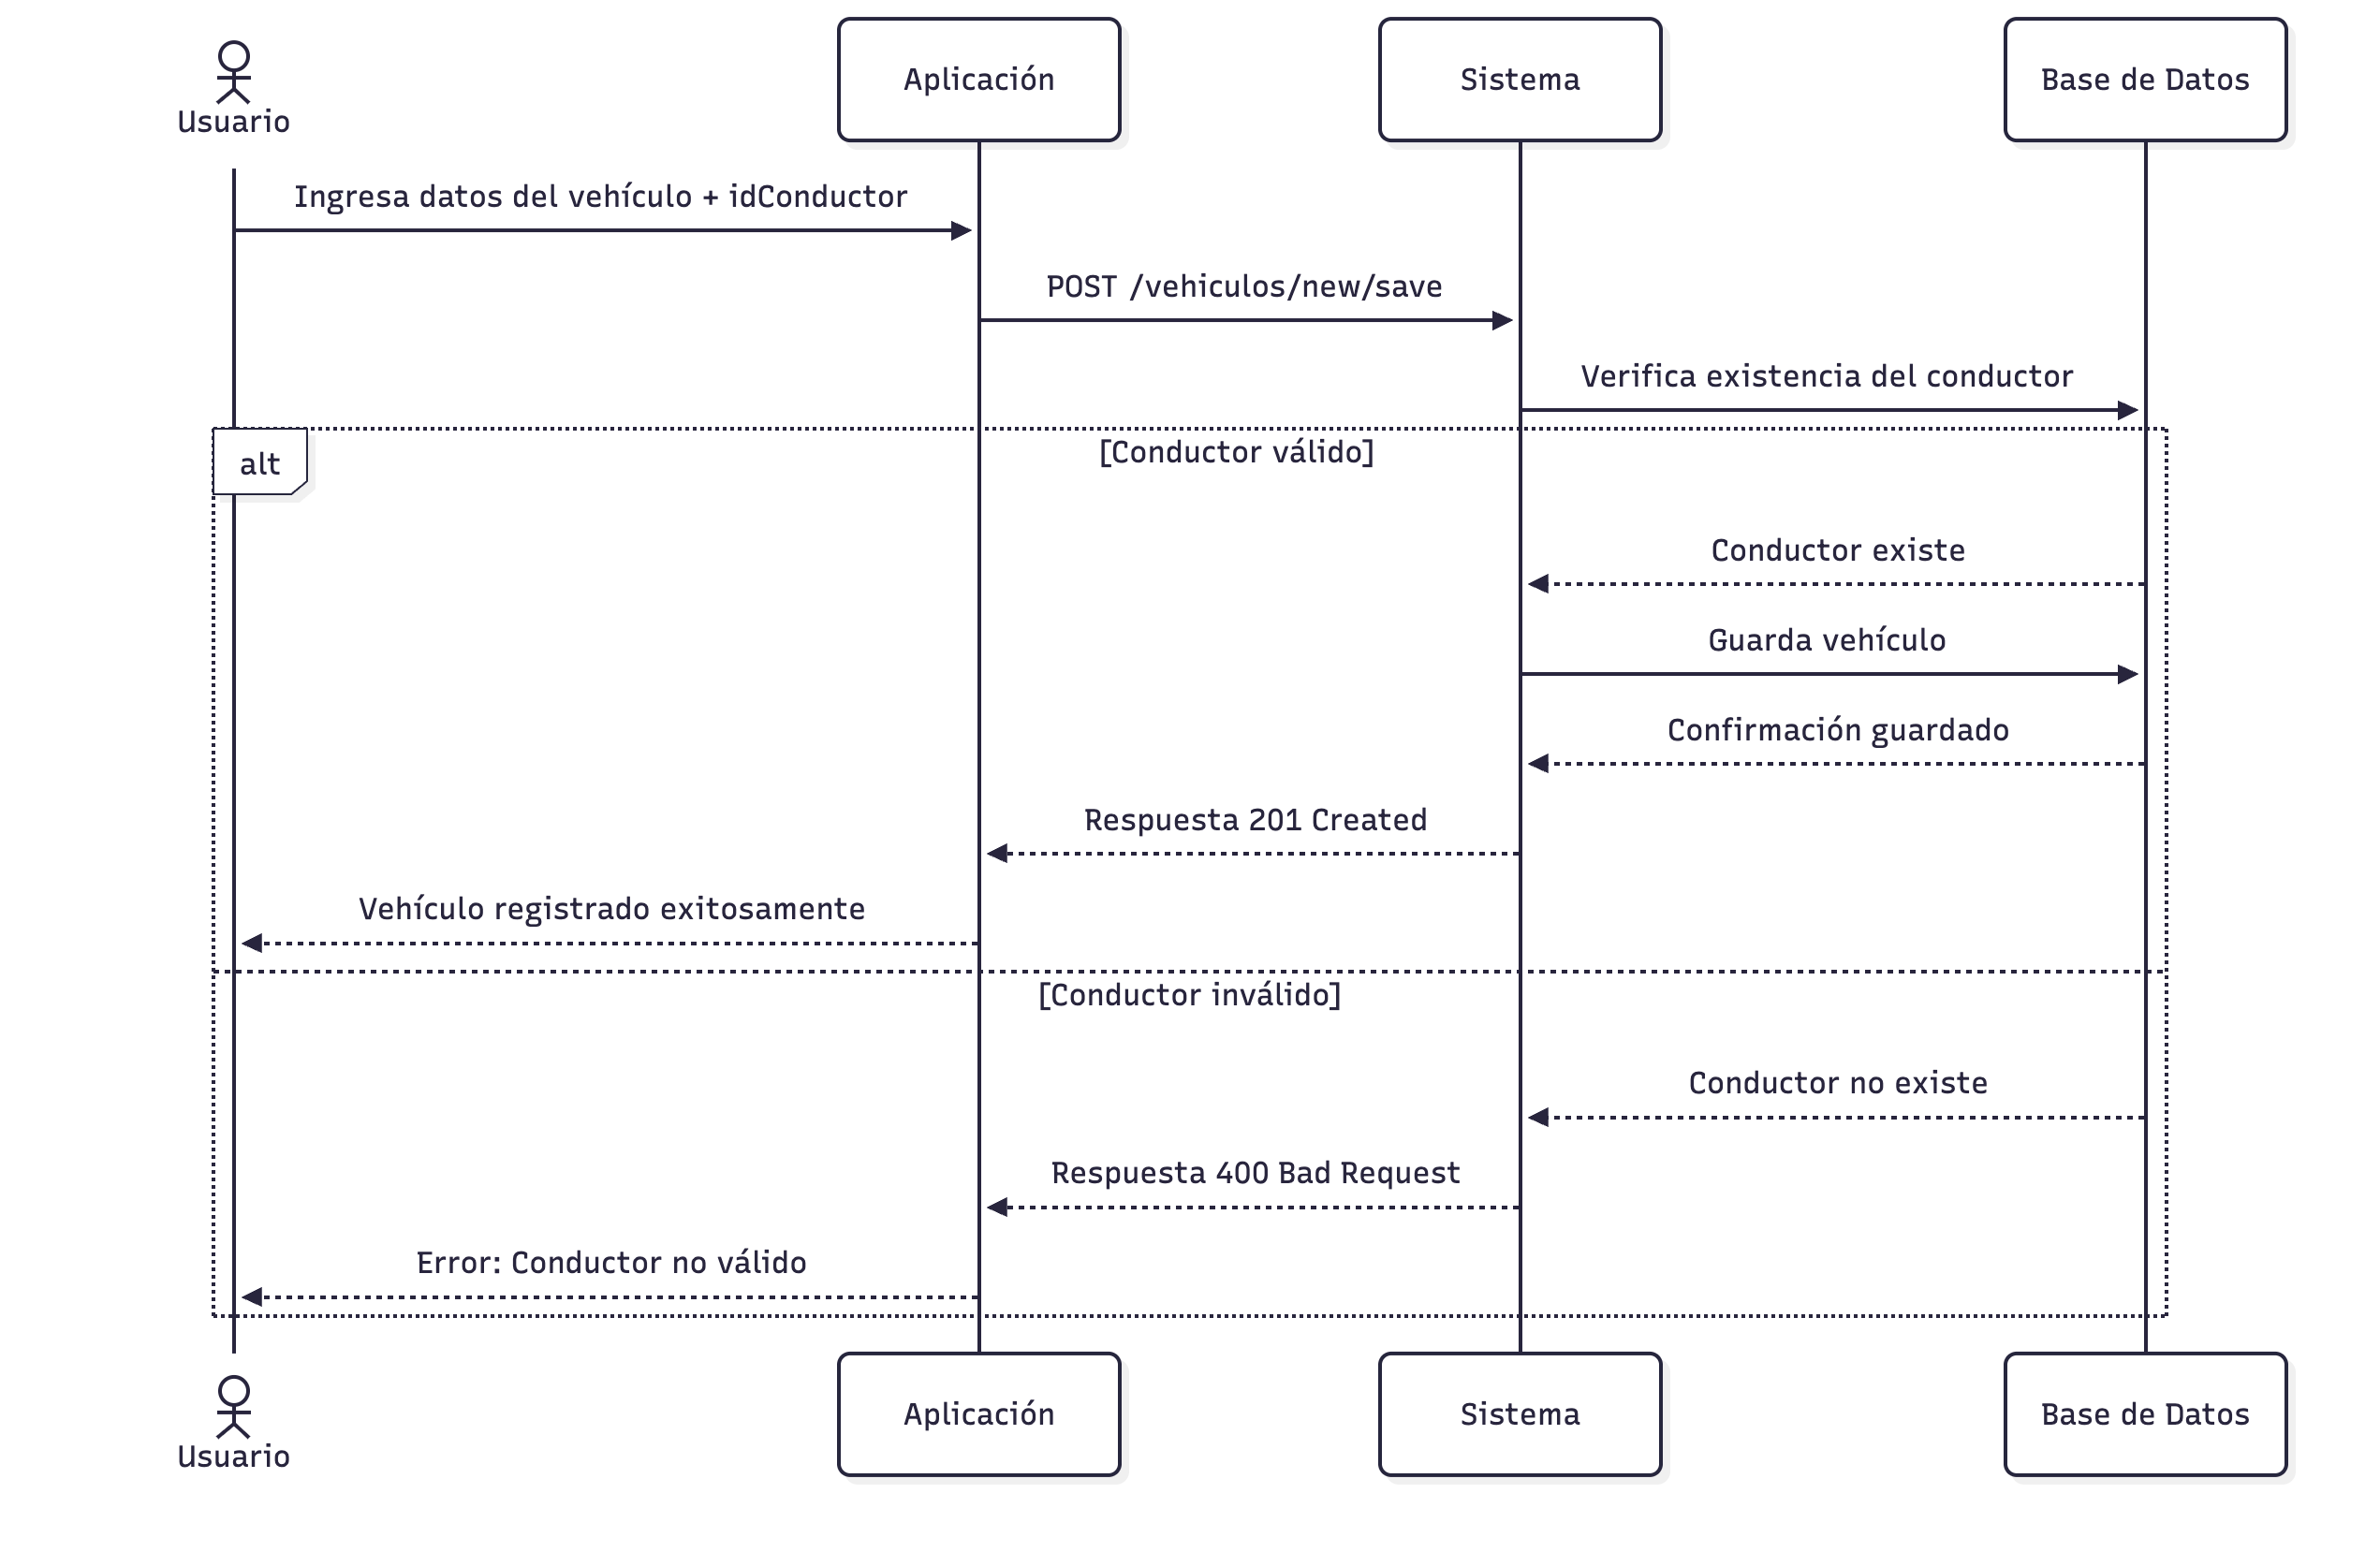 Usuario
Aplicación
Sistema
Base de Datos
Ingresa datos del vehículo + idConductor
POST /vehiculos/new/save
Verifica existencia del conductor
alt
[Conductor válido]
Conductor existe
Guarda vehículo
Confirmación guardado
Respuesta 201 Created
Vehículo registrado exitosamente
[Conductor inválido]
Conductor no existe
Respuesta 400 Bad Request
Error: Conductor no válido
Usuario
Aplicación
Sistema
Base de Datos